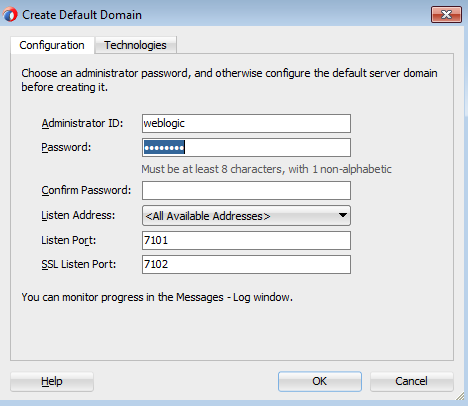 Create Default Domain
Configuration
Technologies
Choose an administrator password, and otherwise configure the default server domain
before creating it.
Administrator ID: weblogic
Password: ••••••••
Must be at least 8 characters, with 1 non-alphabetic
Confirm Password:
Listen Address: <All Available Addresses>
Listen Port: 7101
SSL Listen Port: 7102
You can monitor progress in the Messages - Log window.
Help
OK
Cancel